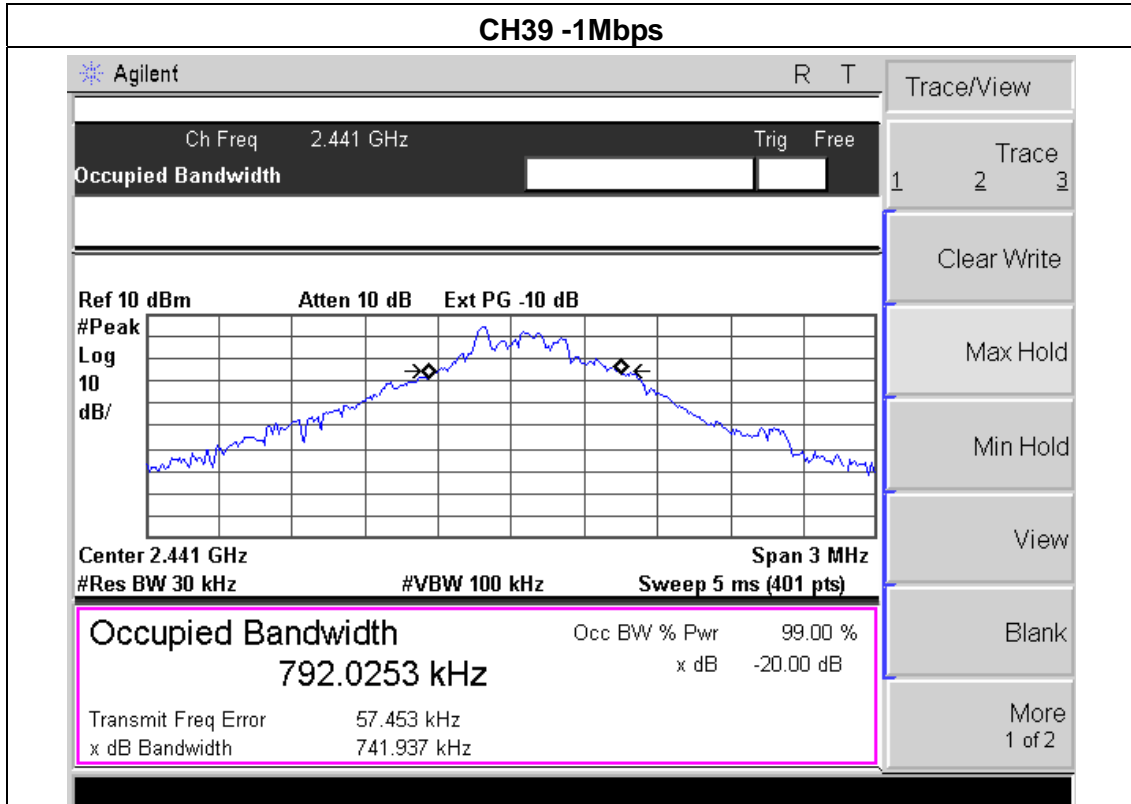 CH39 -1Mbps
Agilent R T
Trace/View
Ch Freq 2.441 GHz Trig Free
Occupied Bandwidth
Trace
1 2 3
Clear Write
Ref 10 dBm Atten 10 dB Ext PG -10 dB
#Peak
Log
10
dB/
Max Hold
Min Hold
View
Center 2.441 GHz Span 3 MHz
#Res BW 30 kHz #VBW 100 kHz Sweep 5 ms (401 pts)
Occupied Bandwidth Occ BW % Pwr 99.00 %
792.0253 kHz x dB -20.00 dB
Blank
Transmit Freq Error 57.453 kHz
x dB Bandwidth 741.937 kHz
More
1 of 2